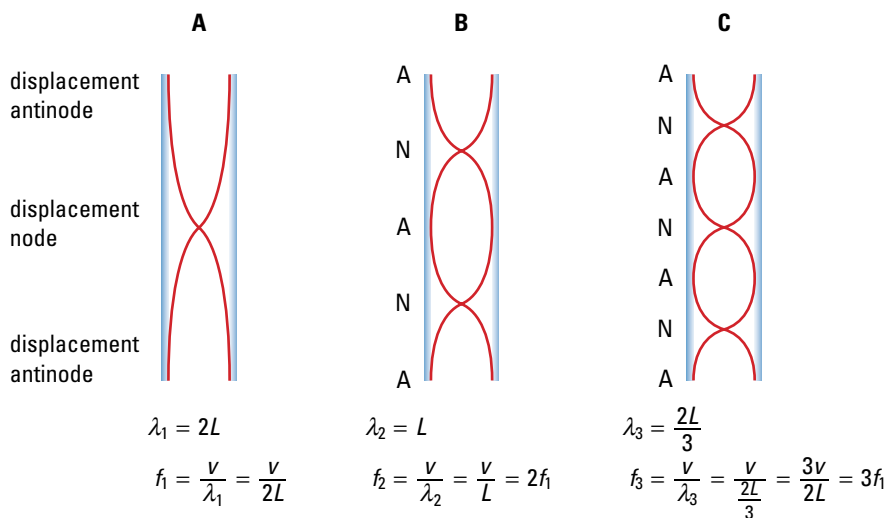 A
B
C
displacement
antinode
displacement
node
displacement
antinode
A
N
A
N
A
A
N
A
N
A
N
A
λ₁ = 2L
f₁ = v/λ₁ = v/2L
λ₂ = L
f₂ = v/λ₂ = v/L = 2f₁
λ₃ = 2L/3
f₃ = v/λ₃ = v/(2L/3) = 3v/2L = 3f₁